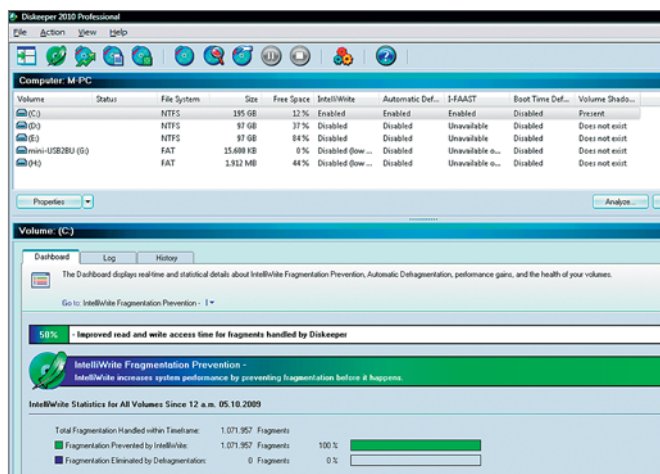 Diskeeper 2010 Professional
File Action View Help
Computer: M-PC
Volume Status File System Size Free Space IntelliWrite Automatic Def... I-FAAST Boot Time Def... Volume Shado...
(C:) NTFS 195 GB 12 % Enabled Enabled Enabled Disabled Present
(D:) NTFS 97 GB 37 % Disabled Disabled Unavailable Disabled Does not exist
(E:) NTFS 97 GB 84 % Disabled Disabled Unavailable Disabled Does not exist
mini-USB2BU (G:) FAT 15.600 KB 0 % Disabled (low ... Disabled Unavailable o... Disabled Does not exist
(H:) FAT 1.912 MB 44 % Disabled (low ... Disabled Unavailable o... Disabled Does not exist
Properties Analyze...
Volume: (C:)
Dashboard Log History
The Dashboard displays real-time and statistical details about IntelliWrite Fragmentation Prevention, Automatic Defragmentation, performance gains, and the health of your volumes.
Go to: IntelliWrite Fragmentation Prevention -
50% - Improved read and write access time for fragments handled by Diskeeper
IntelliWrite Fragmentation Prevention -
IntelliWrite increases system performance by preventing fragmentation before it happens.
IntelliWrite Statistics for All Volumes Since 12 a.m. 05.10.2009
Total Fragmentation Handled within Timeframe: 1.071.957 Fragments
Fragmentation Prevented by IntelliWrite: 1.071.957 Fragments 100 %
Fragmentation Eliminated by Defragmentation: 0 Fragments 0 %